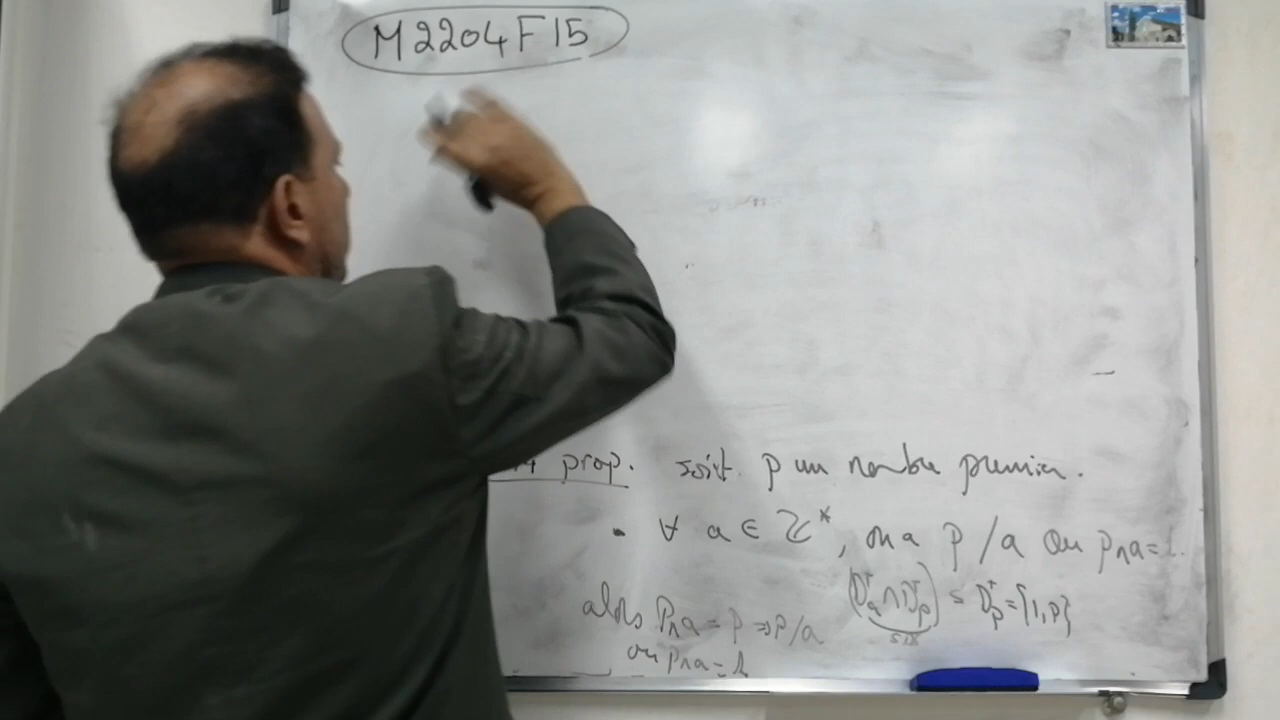 M2204F15
prop. soit p un nombre premier.
• ∀ a ∈ ℤ*, on a p/a ou p∧a=1.
(D⁺a∩D⁺p) = D⁺p={1,p}
alors p∧a = p ⇒ p/a
ou p∧a=1